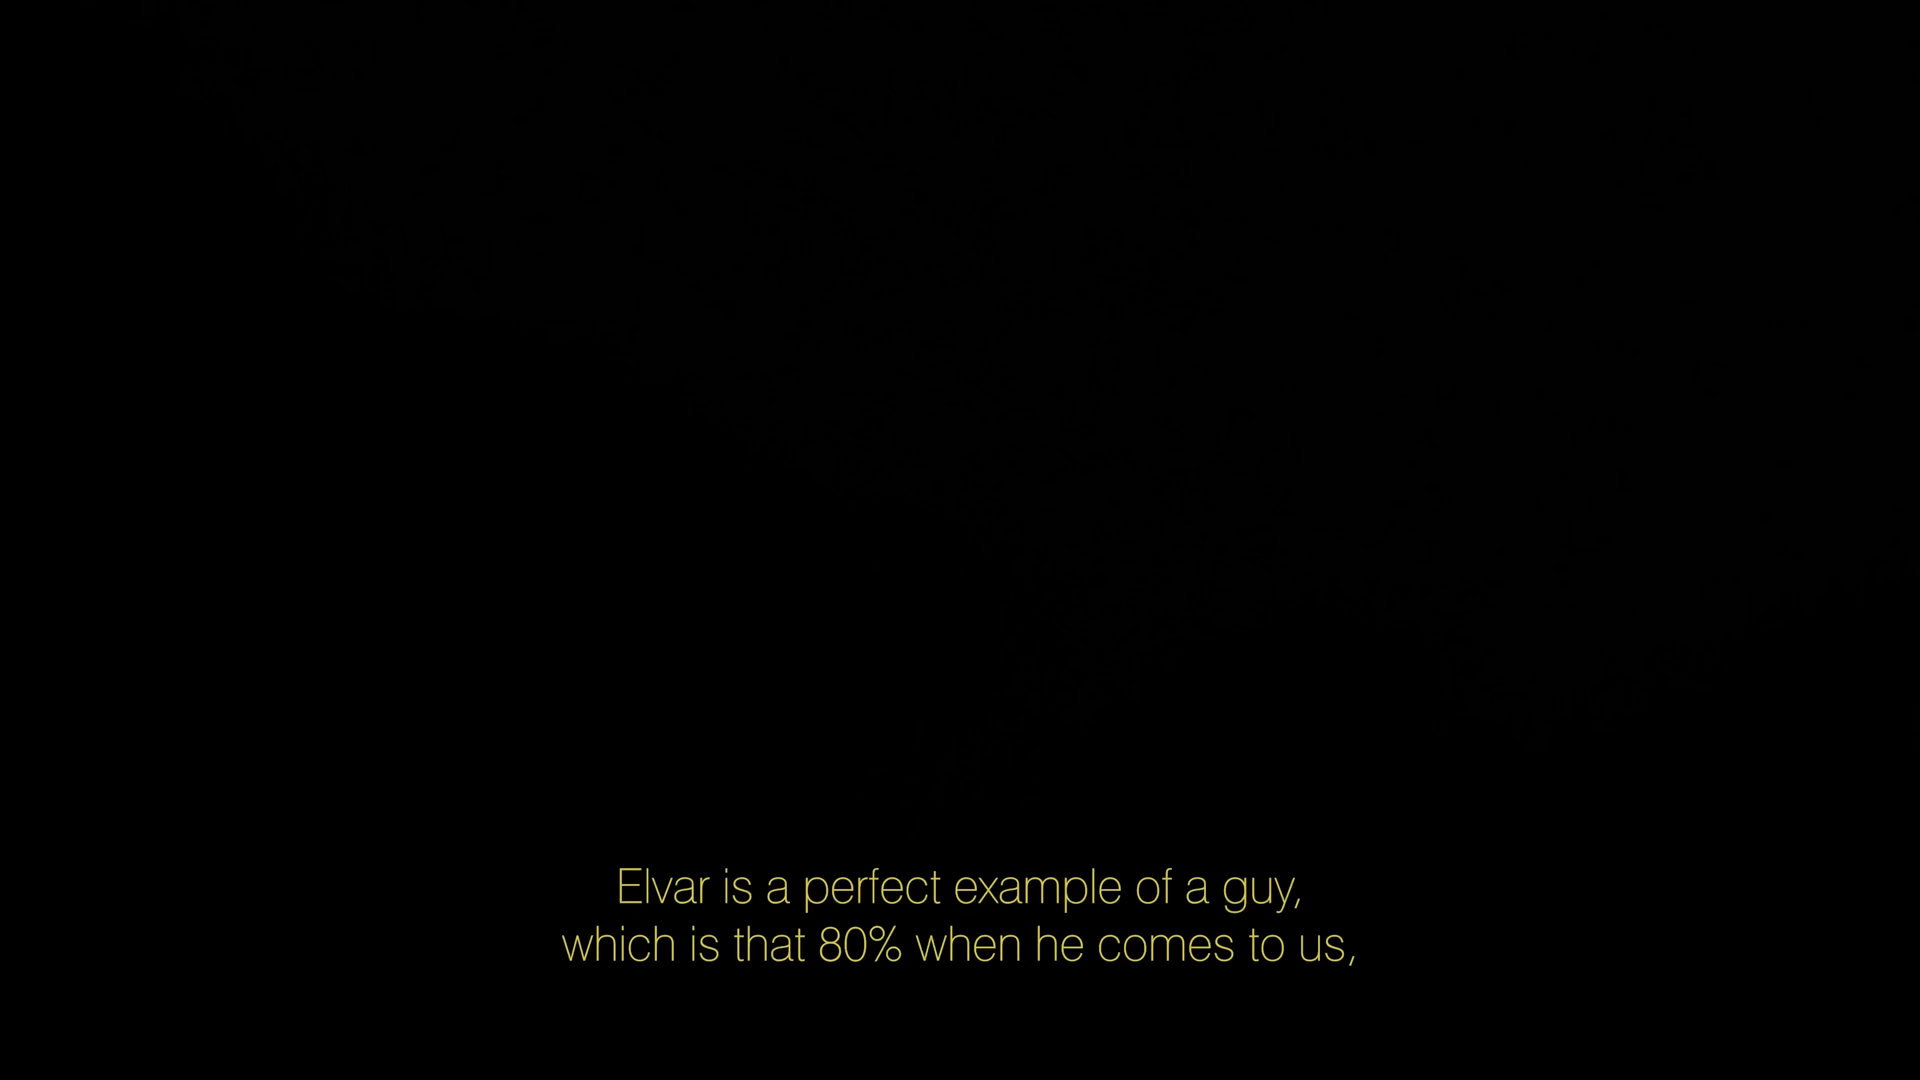 Elvar is a perfect example of a guy,
which is that 80% when he comes to us,